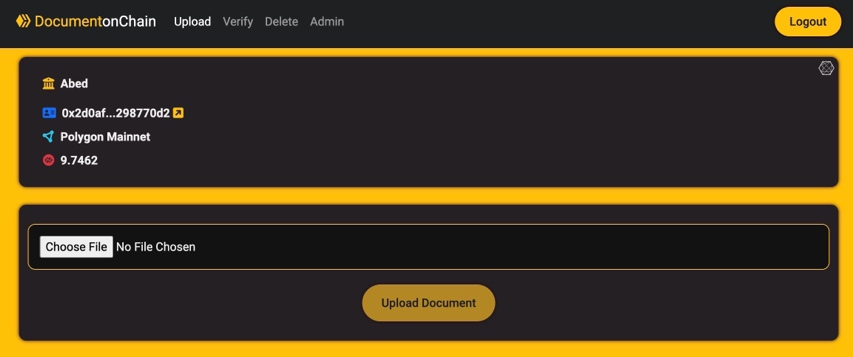 DocumentonChain Upload Verify Delete Admin Logout
Abed
0x2d0af...298770d2
Polygon Mainnet
9.7462
Choose File No File Chosen
Upload Document